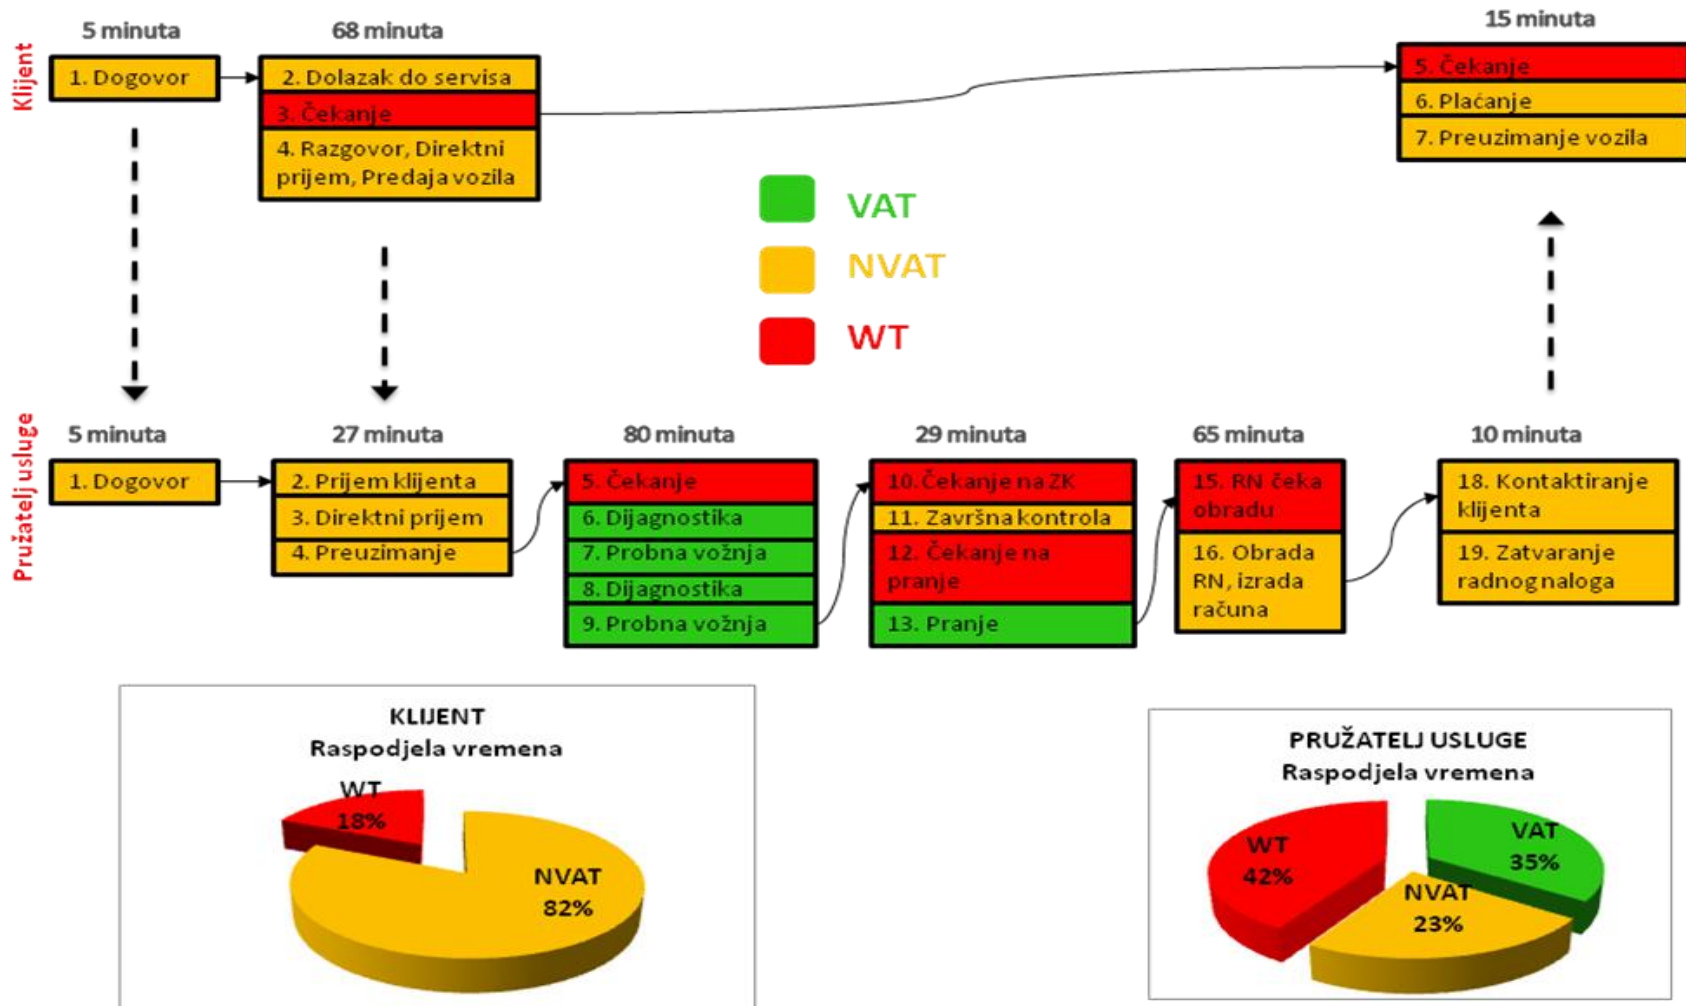 5 minuta
68 minuta
15 minuta
Klijent
1. Dogovor
2. Dolazak do servisa
3. Čekanje
4. Razgovor, Direktni
prijem, Predaja vozila
5. Čekanje
6. Plaćanje
7. Preuzimanje vozila
VAT
NVAT
WT
Pružatelj usluge
5 minuta
27 minuta
80 minuta
29 minuta
65 minuta
10 minuta
1. Dogovor
2. Prijem klijenta
3. Direktni prijem
4. Preuzimanje
5. Čekanje
6. Dijagnostika
7. Probna vožnja
8. Dijagnostika
9. Probna vožnja
10. Čekanje na ZK
11. Završna kontrola
12. Čekanje na
pranje
13. Pranje
15. RN čeka
obradu
16. Obrada
RN, izrada
računa
18. Kontaktiranje
klijenta
19. Zatvaranje
radnog naloga
KLIJENT
Raspodjela vremena
WT
18%
NVAT
82%
PRUŽATELJ USLUGE
Raspodjela vremena
WT
42%
VAT
35%
NVAT
23%